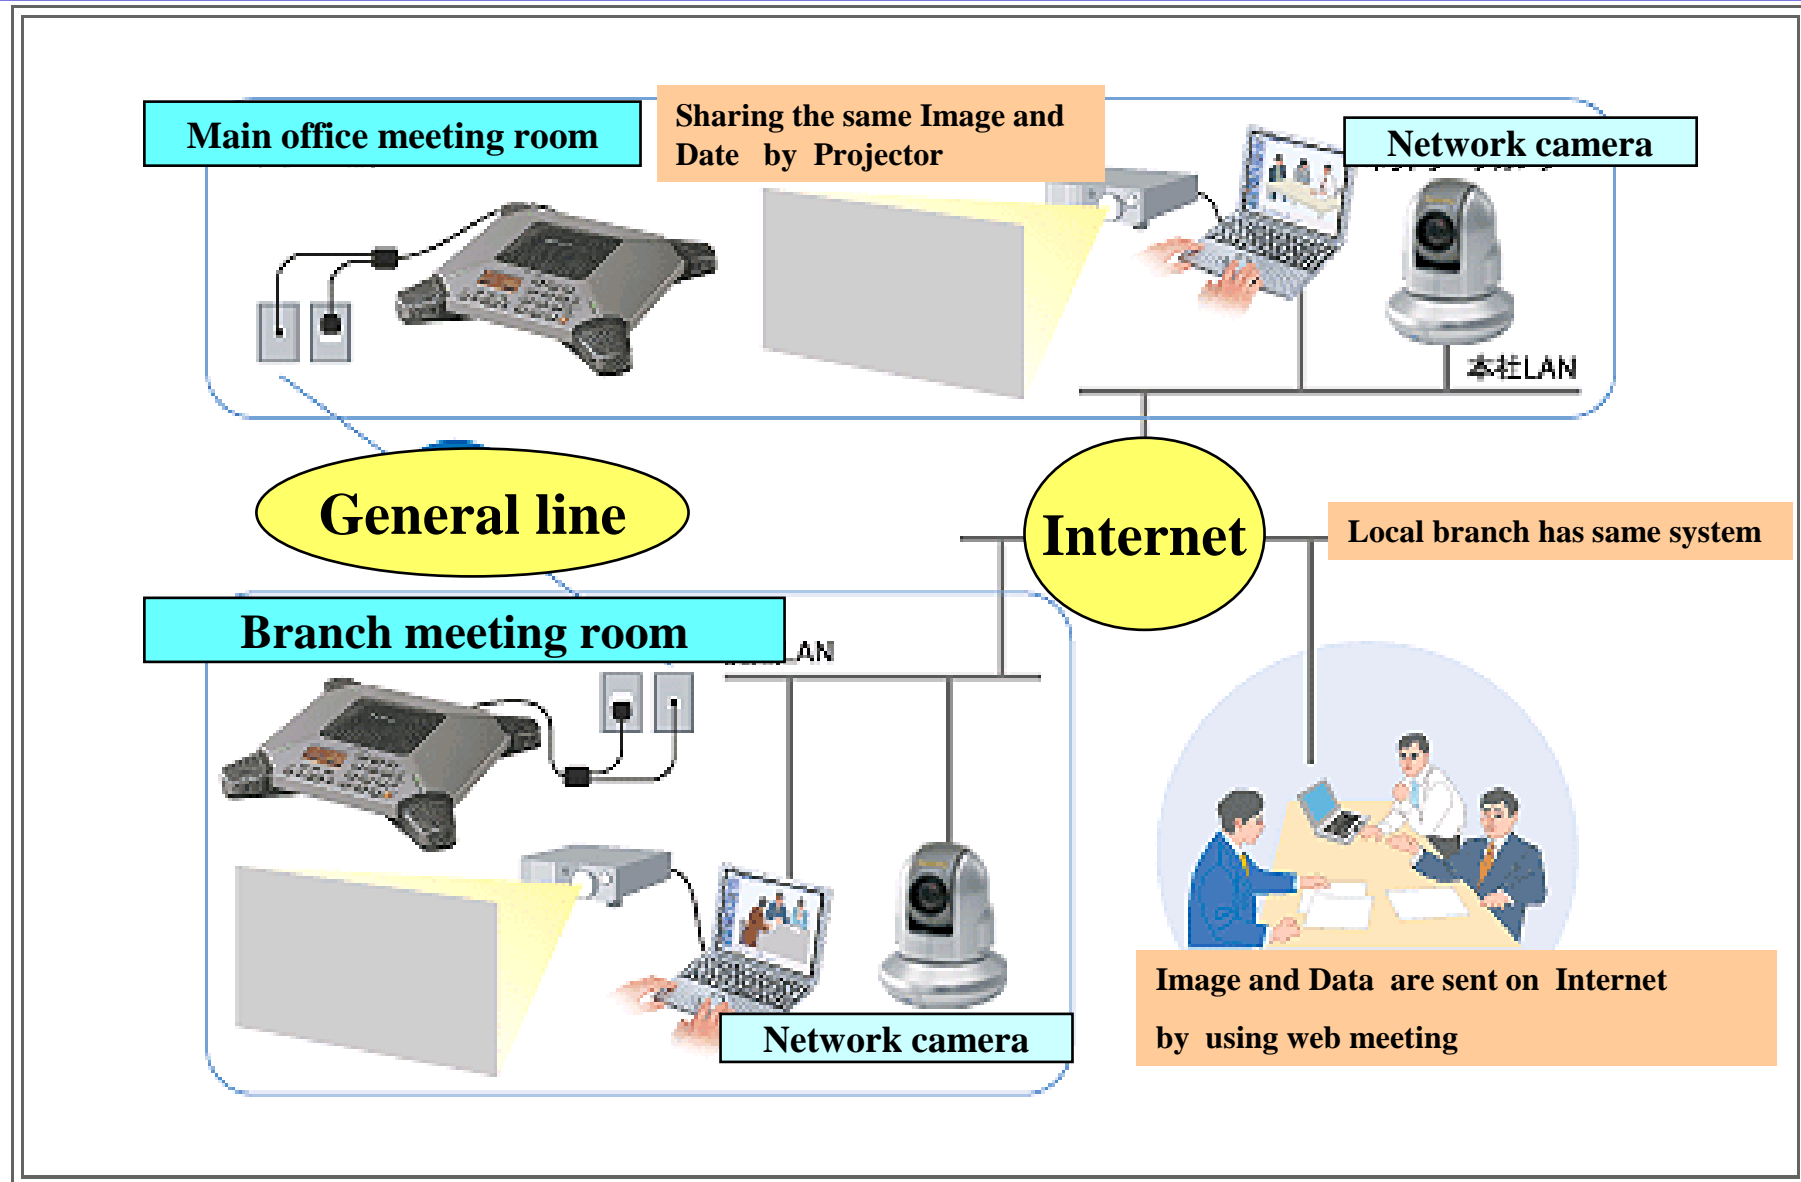 Main office meeting room
Sharing the same Image and
Date by Projector
Network camera
本社LAN
General line
Internet
Local branch has same system
Branch meeting room
LAN
Network camera
Image and Data are sent on Internet
by using web meeting